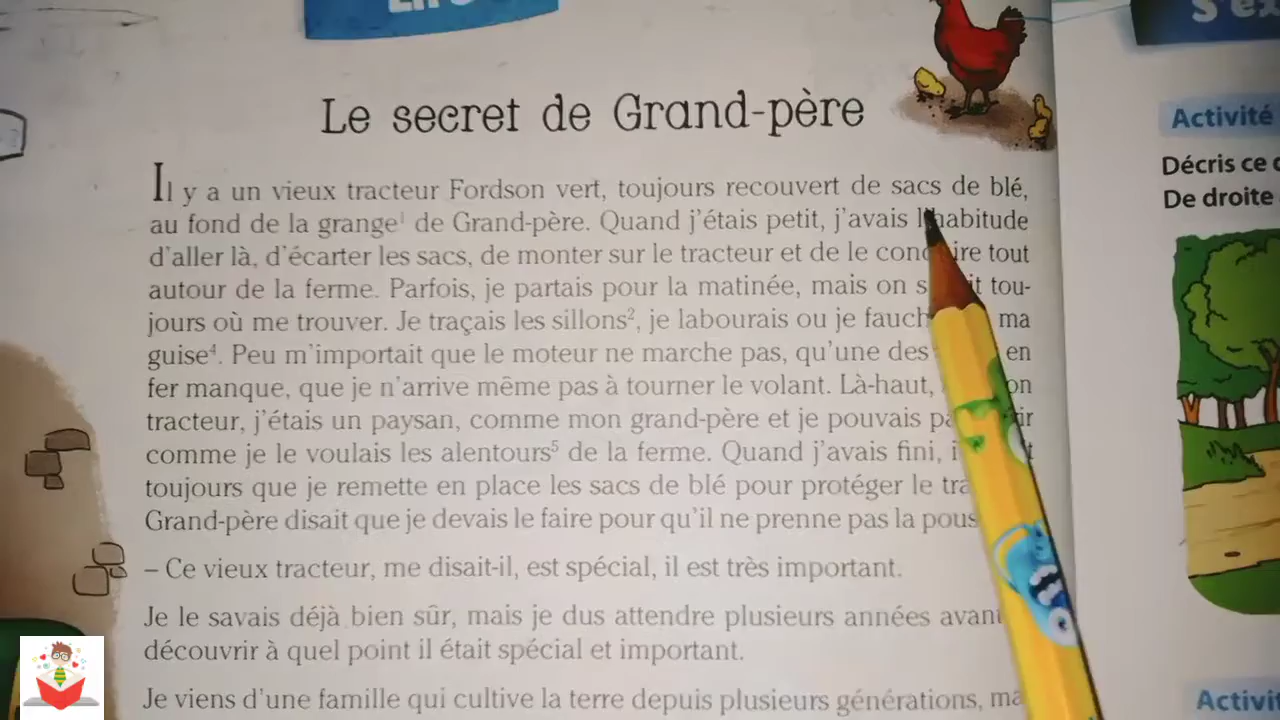 Le secret de Grand-père
Il y a un vieux tracteur Fordson vert, toujours recouvert de sacs de blé,
au fond de la grange¹ de Grand-père. Quand j'étais petit, j'avais l'habitude
d'aller là, d'écarter les sacs, de monter sur le tracteur et de le conduire tout
autour de la ferme. Parfois, je partais pour la matinée, mais on tou-
jours où me trouver. Je traçais les sillons², je labourais ou je ma
guise⁴. Peu m'importait que le moteur ne marche pas, qu'une des en
fer manque, que je n'arrive même pas à tourner le volant. Là-haut,
tracteur, j'étais un paysan, comme mon grand-père et je pouvais
comme je le voulais les alentours⁵ de la ferme. Quand j'avais fini,
toujours que je remette en place les sacs de blé pour protéger le
Grand-père disait que je devais le faire pour qu'il ne prenne pas la
– Ce vieux tracteur, me disait-il, est spécial, il est très important.
Je le savais déjà bien sûr, mais je dus attendre plusieurs années
découvrir à quel point il était spécial et important.
Je viens d'une famille qui cultive la terre depuis plusieurs générations,
Activité
Décris ce
De droite